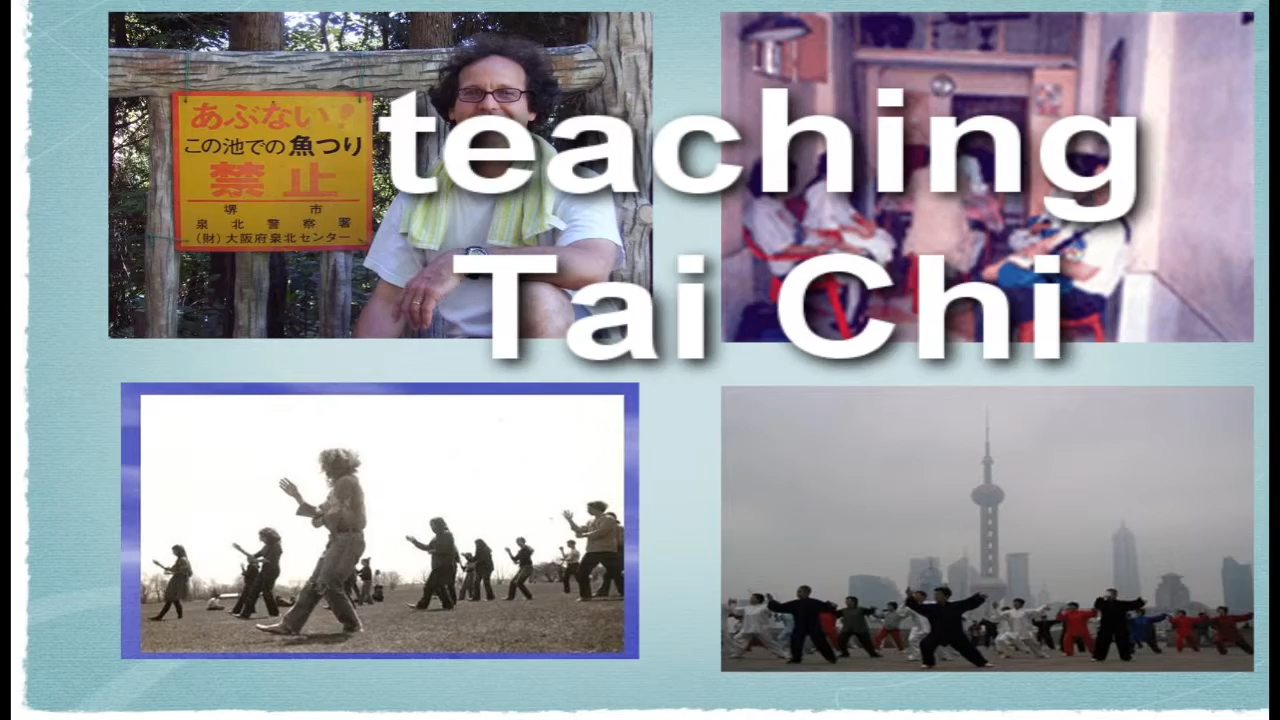 あぶない!
この池での魚つり
禁止
堺市
泉北警察署
(財)大阪府泉北センター
teaching
Tai Chi